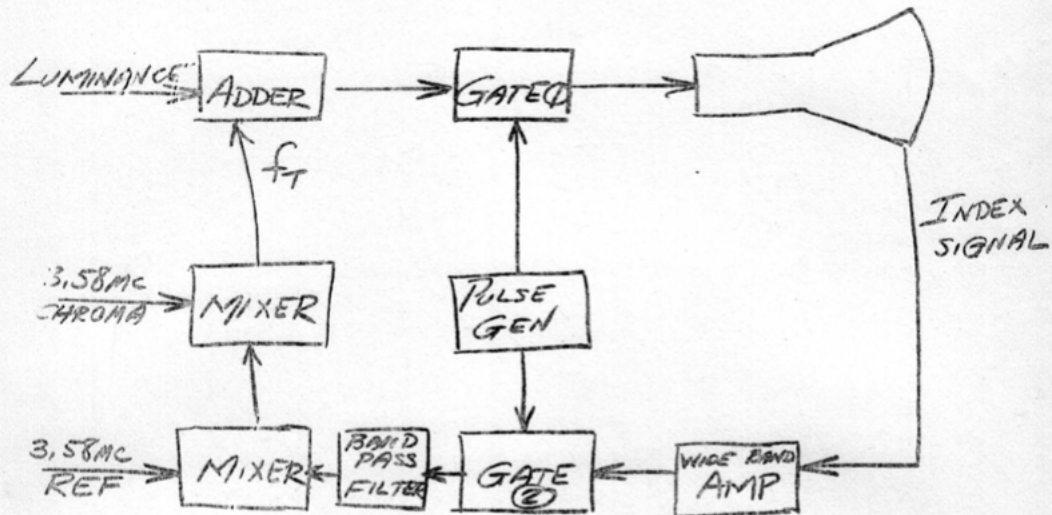 LUMINANCE
ADDER
GATE①
fT
INDEX
SIGNAL
3.58MC
CHROMA
MIXER
PULSE
GEN
3.58MC
REF
MIXER
BAND
PASS
FILTER
GATE
②
WIDE BAND
AMP